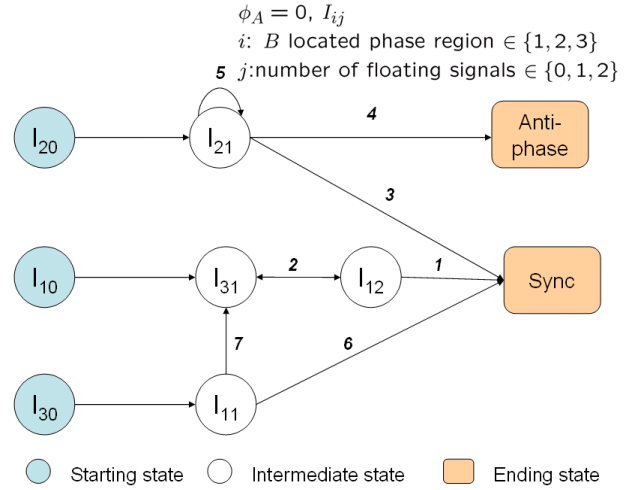 ϕ_A = 0, I_ij
i: B located phase region ∈ {1, 2, 3}
j:number of floating signals ∈ {0, 1, 2}
5
4
I20
I21
Anti-
phase
3
2
1
I10
I31
I12
Sync
7
6
I30
I11
Starting state
Intermediate state
Ending state